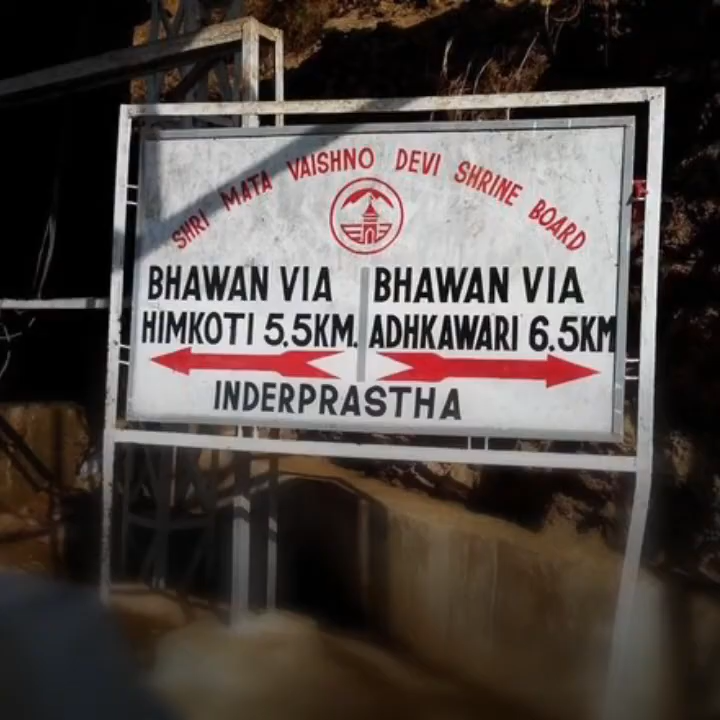 SHRI MATA VAISHNO DEVI SHRINE BOARD
BHAWAN VIA
HIMKOTI 5.5KM.
BHAWAN VIA
ADHKAWARI 6.5KM
INDERPRASTHA